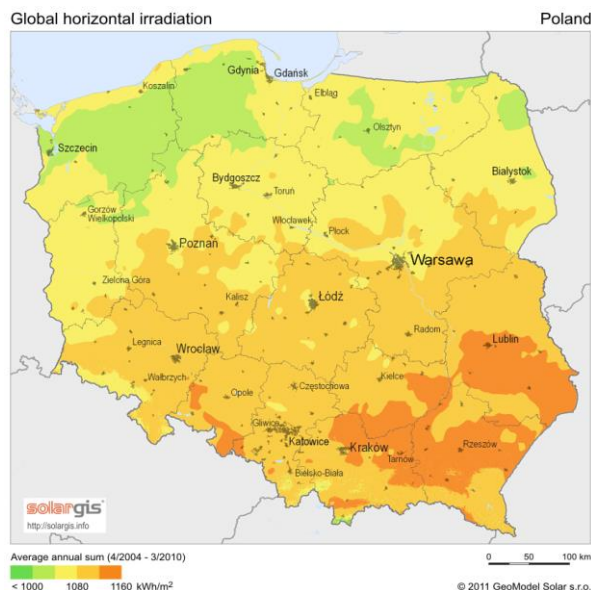 Global horizontal irradiation Poland
Gdynia
Gdańsk
Koszalin
Elbląg
Olsztyn
Szczecin
Białystok
Bydgoszcz
Toruń
Gorzów
Wielkopolski
Włocławek
Płock
Poznań
Warsawa
Zielona Góra
Kalisz
Łódź
Radom
Legnica
Lublin
Wrocław
Wałbrzych
Opole
Częstochowa
Kielce
Gliwice
Katowice
Kraków
Tarnów
Rzeszów
Bielsko-Biała
solargis
http://solargis.info
Average annual sum (4/2004 - 3/2010)
0 50 100 km
< 1000 1080 1160 kWh/m²
© 2011 GeoModel Solar s.r.o.